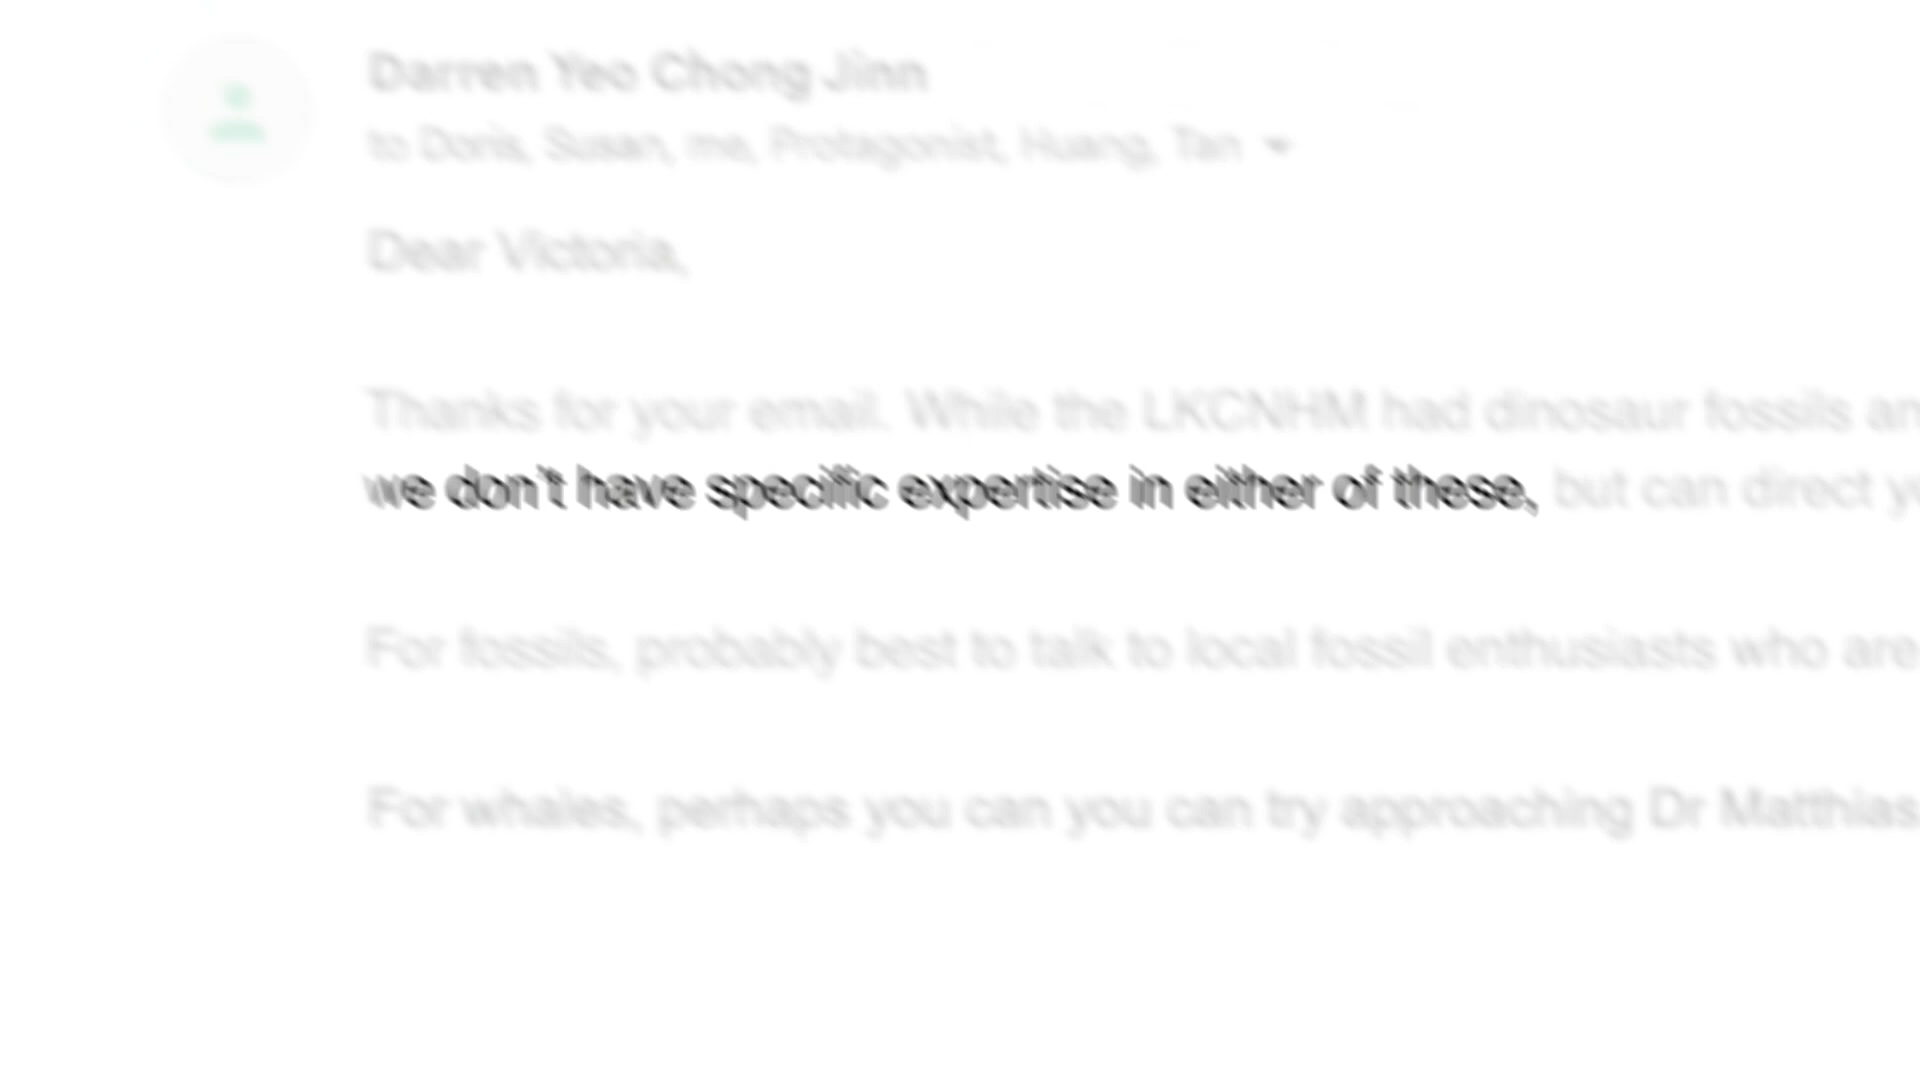 Darren Yeo Chong Jinn
to Doris, Susan, me, Protagonist, Huang, Tan
Dear Victoria,
Thanks for your email. While the LKCNHM had dinosaur fossils an
we don't have specific expertise in either of these, but can direct yo
For fossils, probably best to talk to local fossil enthusiasts who are
For whales, perhaps you can you can try approaching Dr Matthias